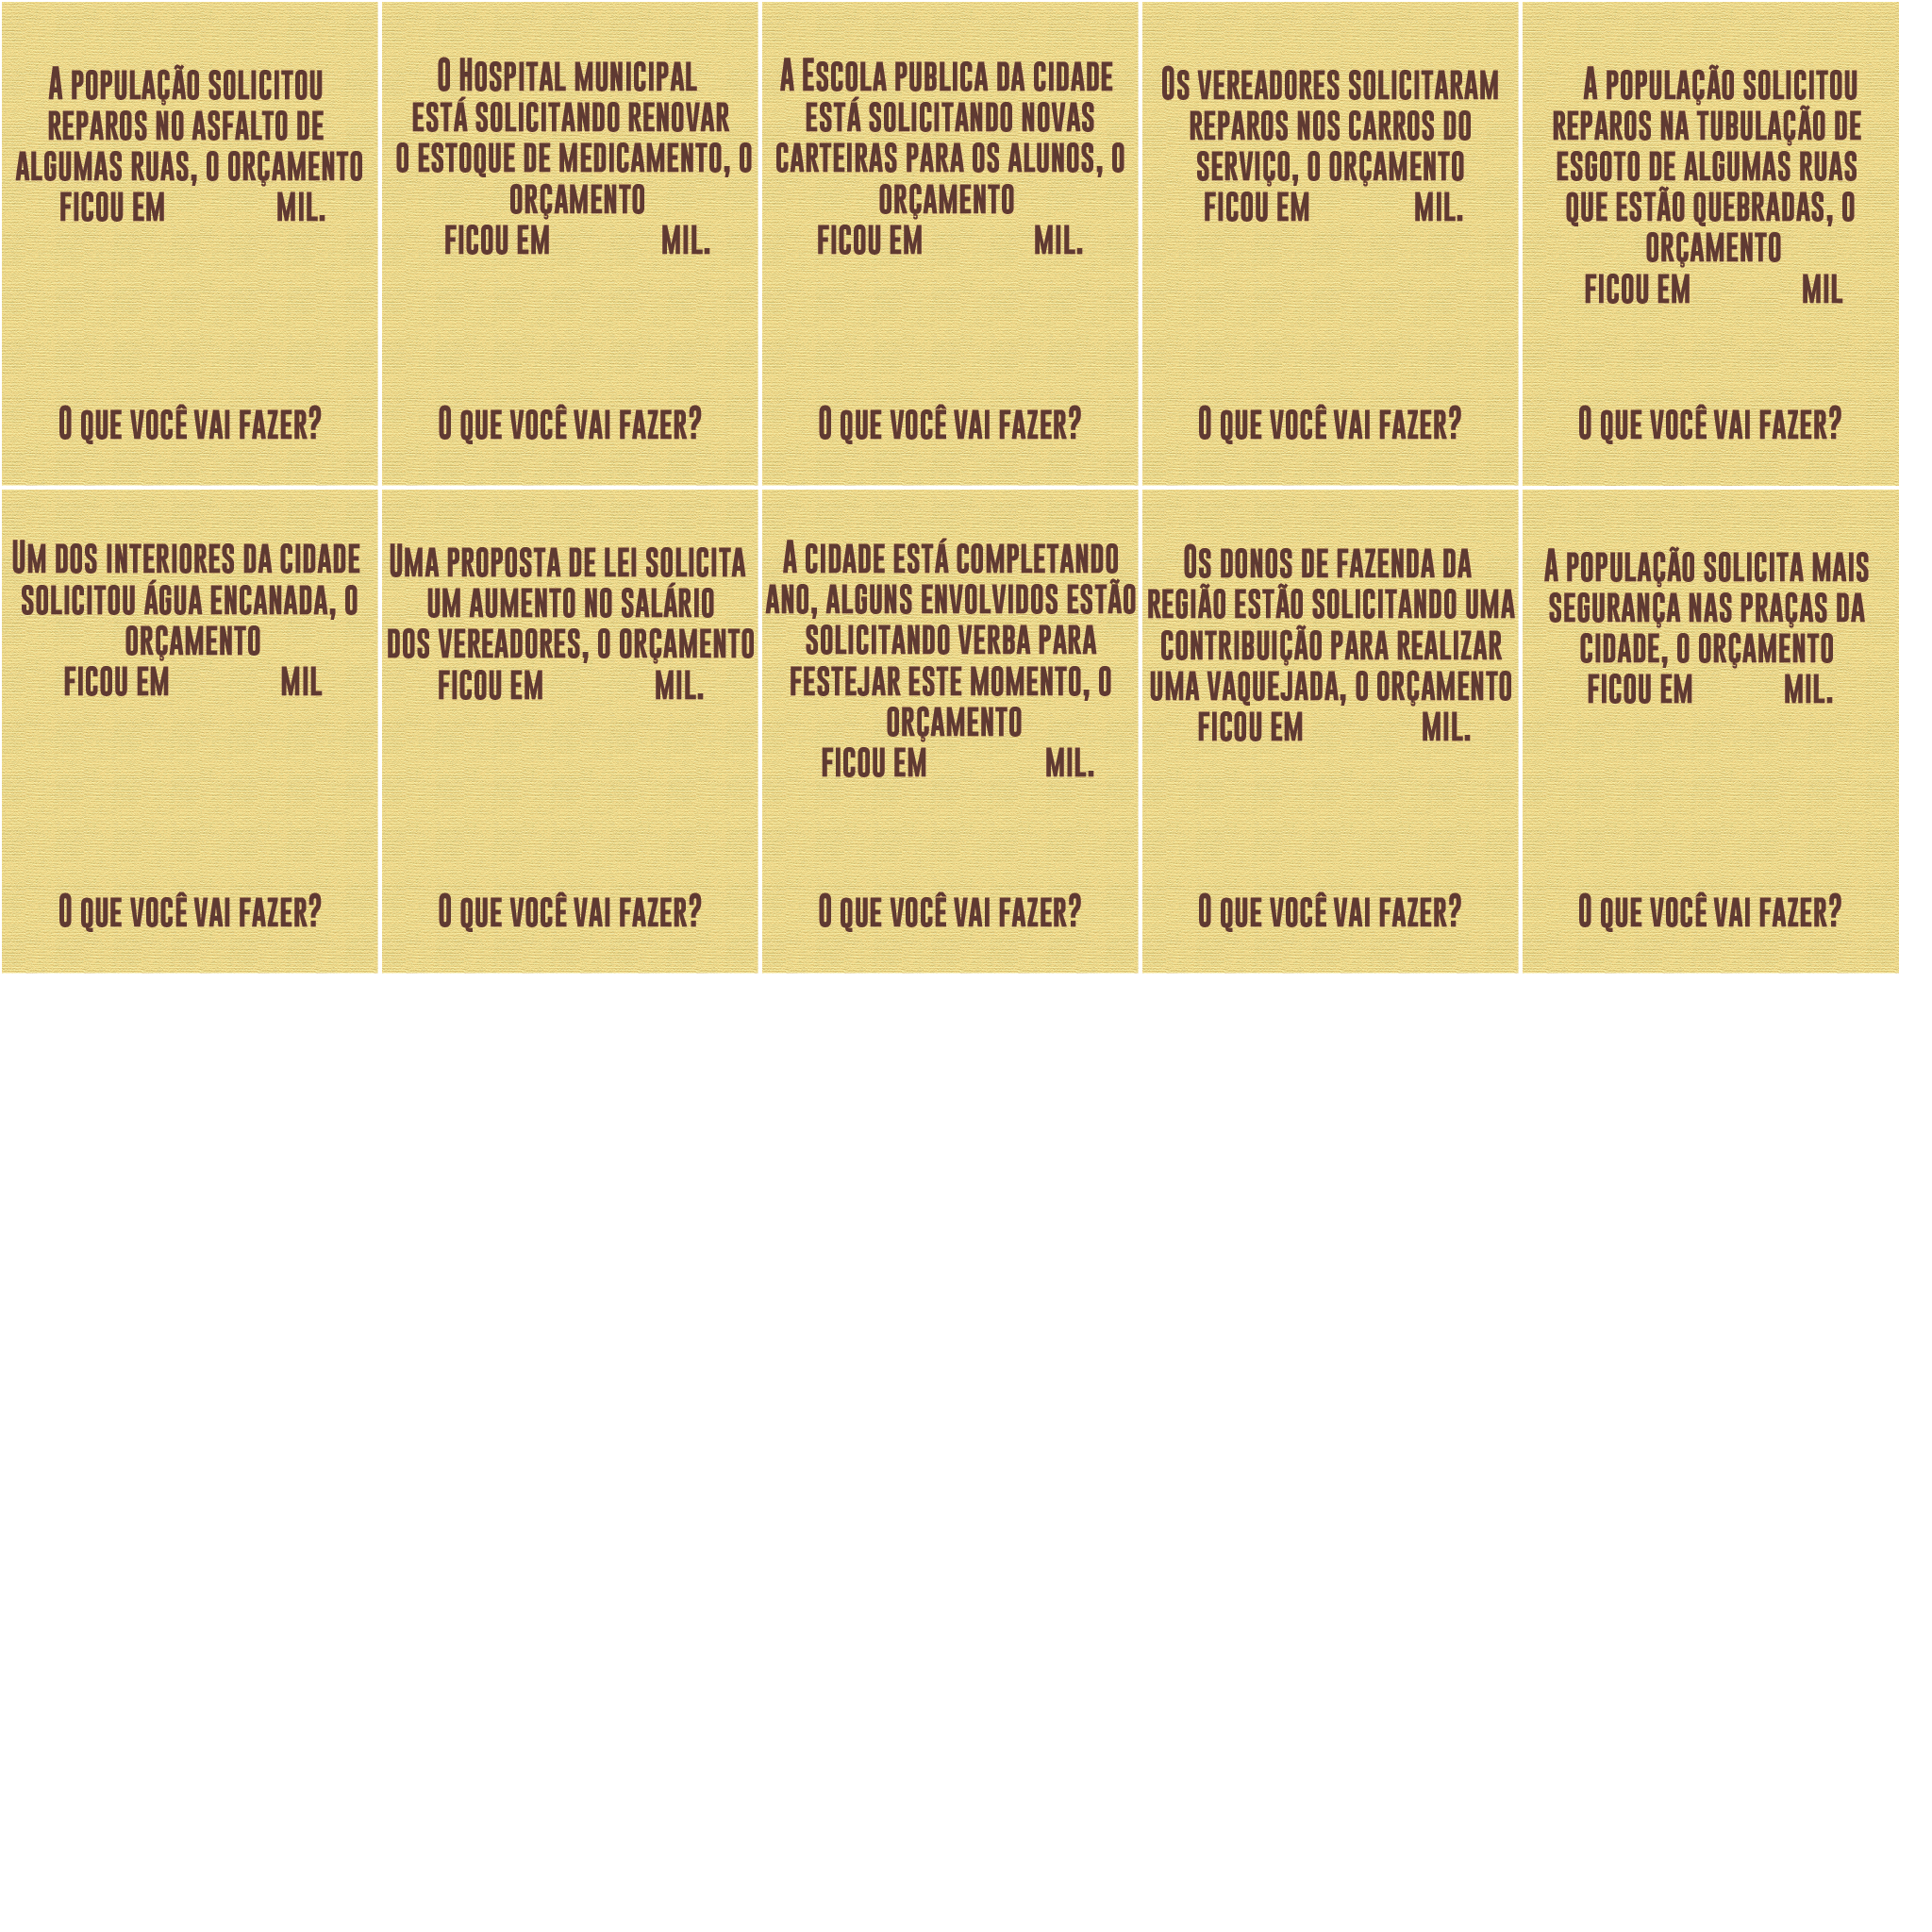 A população solicitou
reparos no asfalto de
algumas ruas, o orçamento
ficou em mil.
O que você vai fazer?
O Hospital municipal
está solicitando renovar
o estoque de medicamento, o
orçamento
ficou em mil.
O que você vai fazer?
A Escola publica da cidade
está solicitando novas
carteiras para os alunos, o
orçamento
ficou em mil.
O que você vai fazer?
Os vereadores solicitaram
reparos nos carros do
serviço, o orçamento
ficou em mil.
O que você vai fazer?
A população solicitou
reparos na tubulação de
esgoto de algumas ruas
que estão quebradas, o
orçamento
ficou em mil
O que você vai fazer?
Um dos interiores da cidade
solicitou água encanada, o
orçamento
ficou em mil
O que você vai fazer?
Uma proposta de lei solicita
um aumento no salário
dos vereadores, o orçamento
ficou em mil.
O que você vai fazer?
A cidade está completando
ano, alguns envolvidos estão
solicitando verba para
festejar este momento, o
orçamento
ficou em mil.
O que você vai fazer?
Os donos de fazenda da
região estão solicitando uma
contribuição para realizar
uma vaquejada, o orçamento
ficou em mil.
O que você vai fazer?
A população solicita mais
segurança nas praças da
cidade, o orçamento
ficou em mil.
O que você vai fazer?